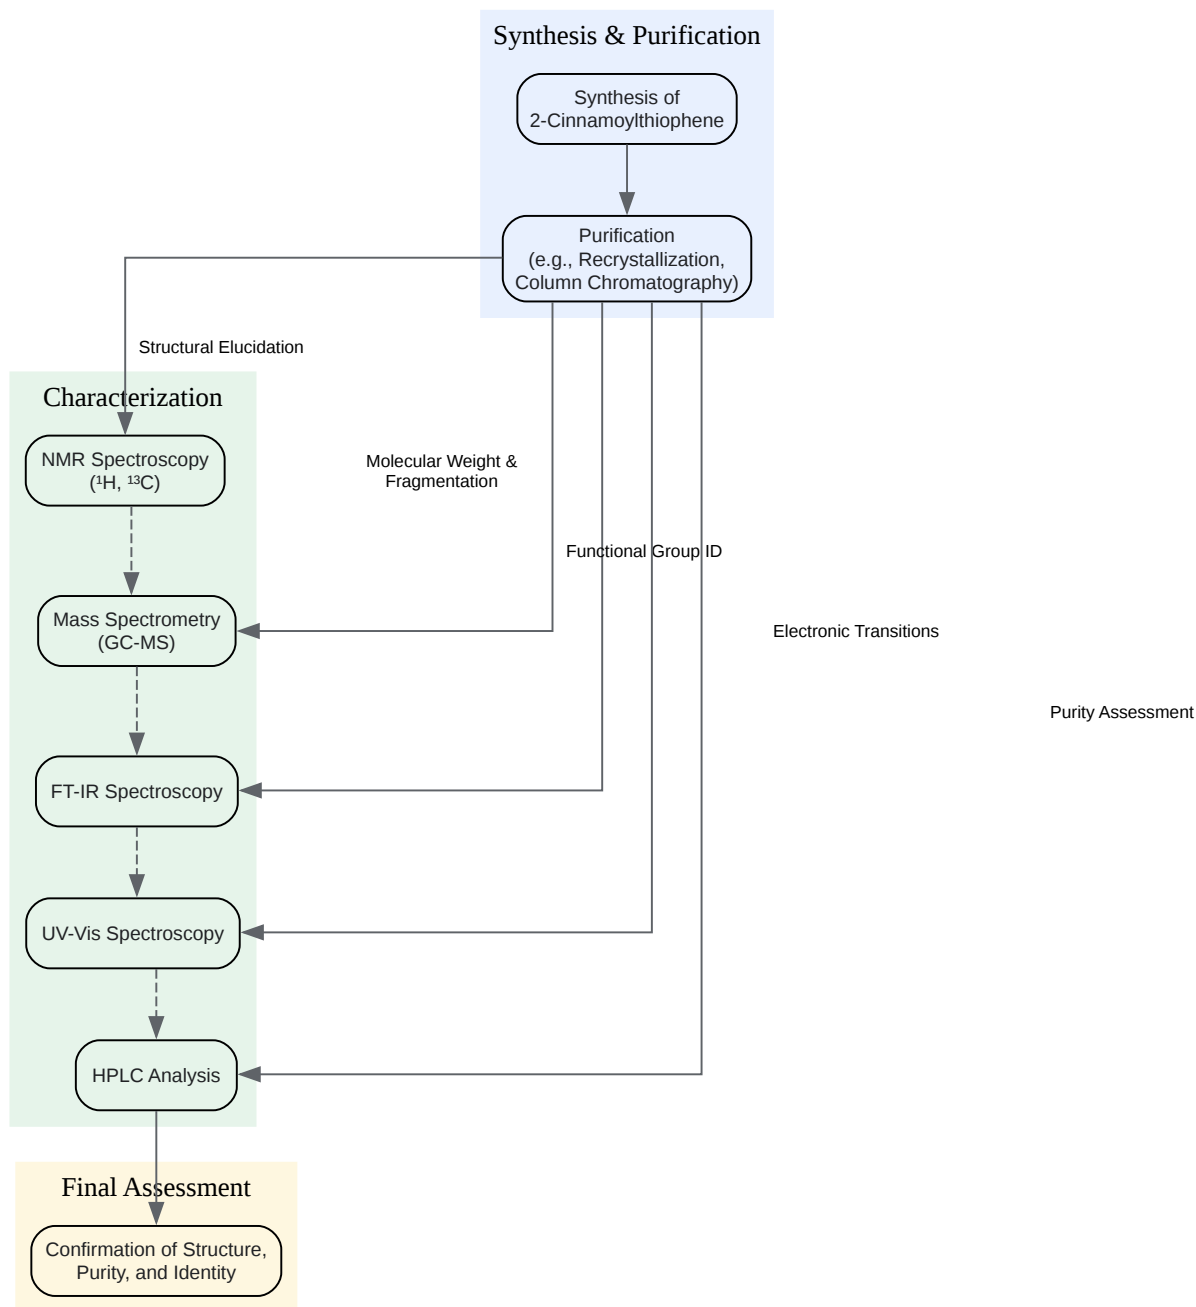 Synthesis & Purification
Synthesis of
2-Cinnamoylthiophene
Purification
(e.g., Recrystallization,
Column Chromatography)
Structural Elucidation
Characterization
NMR Spectroscopy
(¹H, ¹³C)
Molecular Weight &
Fragmentation
Functional Group ID
Mass Spectrometry
(GC-MS)
Electronic Transitions
Purity Assessment
FT-IR Spectroscopy
UV-Vis Spectroscopy
HPLC Analysis
Final Assessment
Confirmation of Structure,
Purity, and Identity